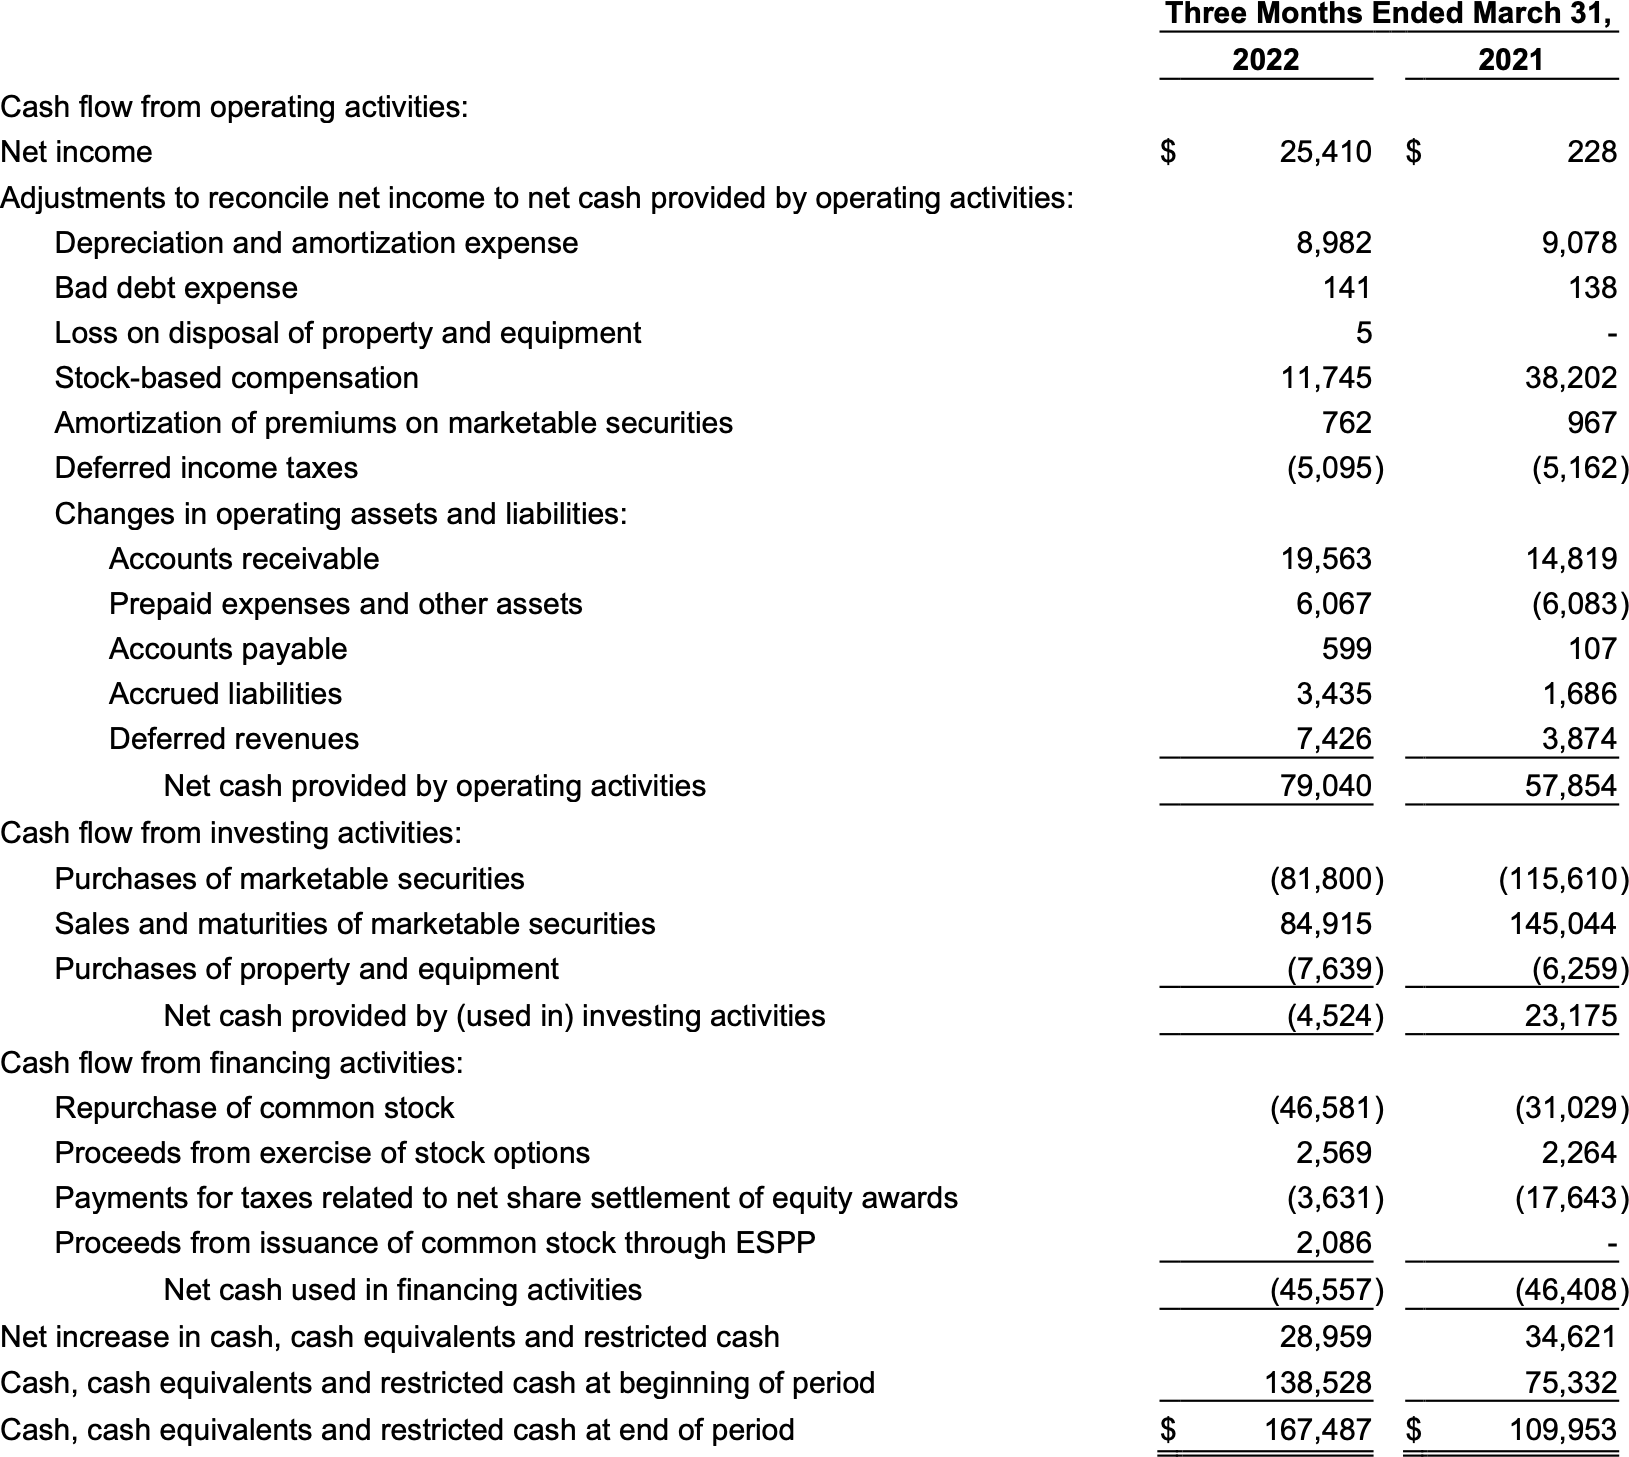 Three Months Ended March 31,
2022 2021
Cash flow from operating activities:
Net income $ 25,410 $ 228
Adjustments to reconcile net income to net cash provided by operating activities:
Depreciation and amortization expense 8,982 9,078
Bad debt expense 141 138
Loss on disposal of property and equipment 5 -
Stock-based compensation 11,745 38,202
Amortization of premiums on marketable securities 762 967
Deferred income taxes (5,095) (5,162)
Changes in operating assets and liabilities:
Accounts receivable 19,563 14,819
Prepaid expenses and other assets 6,067 (6,083)
Accounts payable 599 107
Accrued liabilities 3,435 1,686
Deferred revenues 7,426 3,874
Net cash provided by operating activities 79,040 57,854
Cash flow from investing activities:
Purchases of marketable securities (81,800) (115,610)
Sales and maturities of marketable securities 84,915 145,044
Purchases of property and equipment (7,639) (6,259)
Net cash provided by (used in) investing activities (4,524) 23,175
Cash flow from financing activities:
Repurchase of common stock (46,581) (31,029)
Proceeds from exercise of stock options 2,569 2,264
Payments for taxes related to net share settlement of equity awards (3,631) (17,643)
Proceeds from issuance of common stock through ESPP 2,086 -
Net cash used in financing activities (45,557) (46,408)
Net increase in cash, cash equivalents and restricted cash 28,959 34,621
Cash, cash equivalents and restricted cash at beginning of period 138,528 75,332
Cash, cash equivalents and restricted cash at end of period $ 167,487 $ 109,953